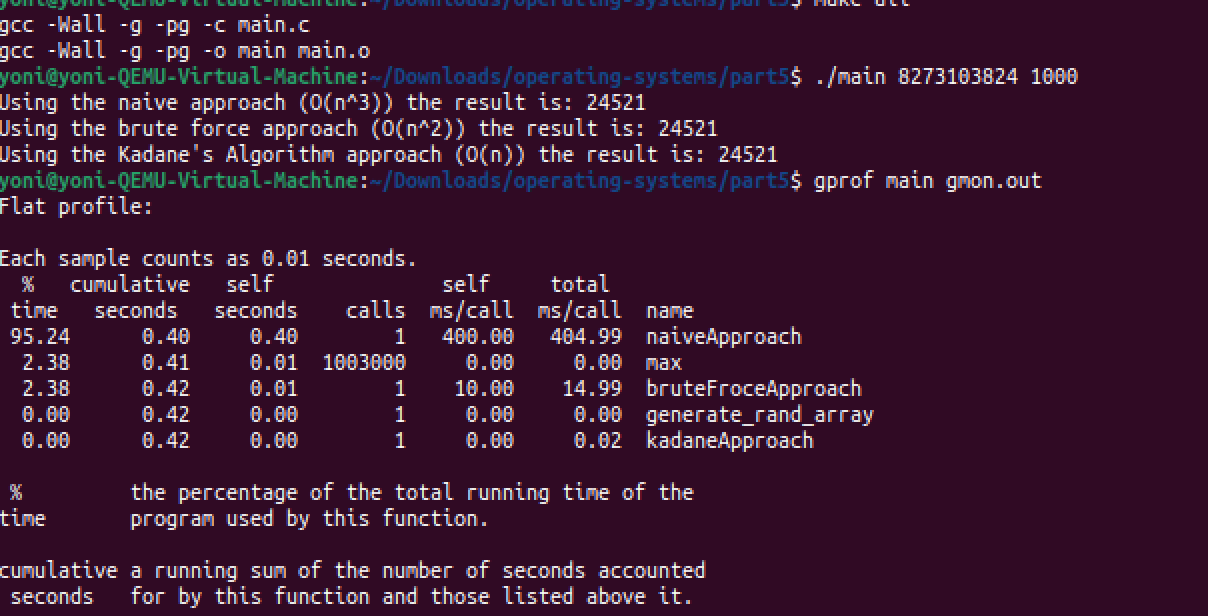 yoni@yoni-QEMU-Virtual-Machine:~/Downloads/operating-systems/part5$ make all
gcc -Wall -g -pg -c main.c
gcc -Wall -g -pg -o main main.o
yoni@yoni-QEMU-Virtual-Machine:~/Downloads/operating-systems/part5$ ./main 8273103824 1000
Using the naive approach (O(n^3)) the result is: 24521
Using the brute force approach (O(n^2)) the result is: 24521
Using the Kadane's Algorithm approach (O(n)) the result is: 24521
yoni@yoni-QEMU-Virtual-Machine:~/Downloads/operating-systems/part5$ gprof main gmon.out
Flat profile:

Each sample counts as 0.01 seconds.
  %   cumulative   self              self     total
 time   seconds   seconds    calls  ms/call  ms/call  name
 95.24      0.40     0.40        1   400.00   404.99  naiveApproach
  2.38      0.41     0.01  1003000     0.00     0.00  max
  2.38      0.42     0.01        1    10.00    14.99  bruteFroceApproach
  0.00      0.42     0.00        1     0.00     0.00  generate_rand_array
  0.00      0.42     0.00        1     0.00     0.02  kadaneApproach

 %         the percentage of the total running time of the
time       program used by this function.

cumulative a running sum of the number of seconds accounted
 seconds   for by this function and those listed above it.